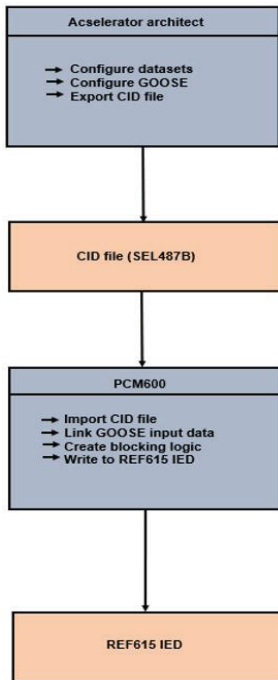 Acselerator architect
Configure datasets
Configure GOOSE
Export CID file
CID file (SEL487B)
PCM600
Import CID file
Link GOOSE input data
Create blocking logic
Write to REF615 IED
REF615 IED